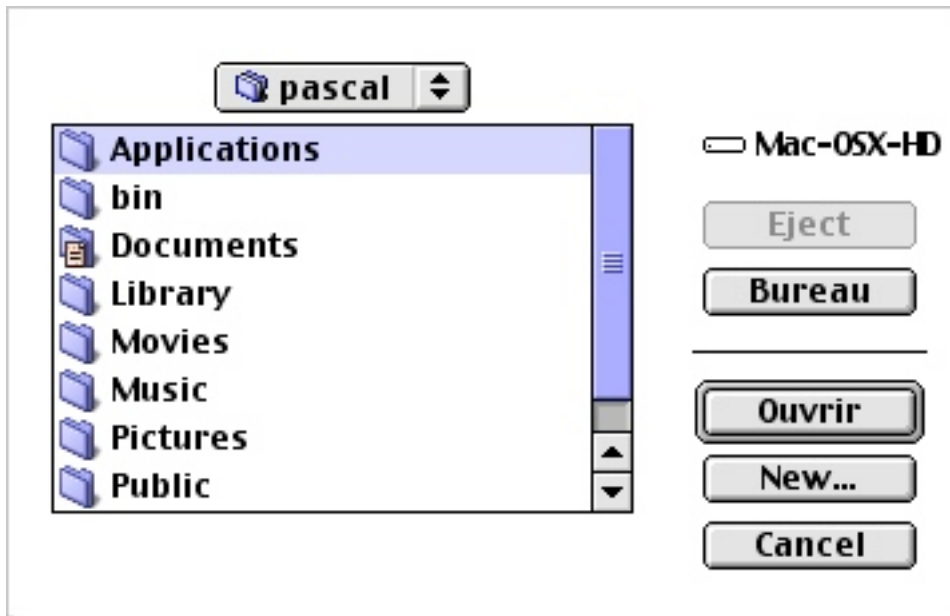 pascal
Applications
bin
Documents
Library
Movies
Music
Pictures
Public
Mac-OSX-HD
Eject
Bureau
Ouvrir
New...
Cancel